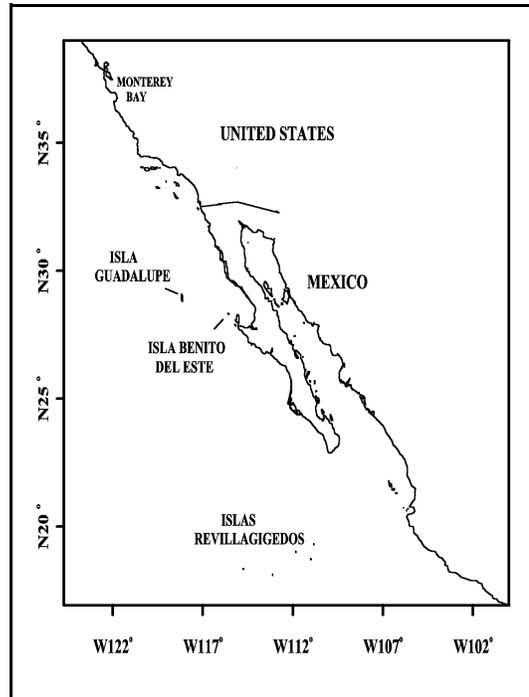 MONTEREY
BAY
N35°
UNITED STATES
ISLA
GUADALUPE
N30°
MEXICO
ISLA BENITO
DEL ESTE
N25°
ISLAS
REVILLAGIGEDOS
N20°
W122°
W117°
W112°
W107°
W102°